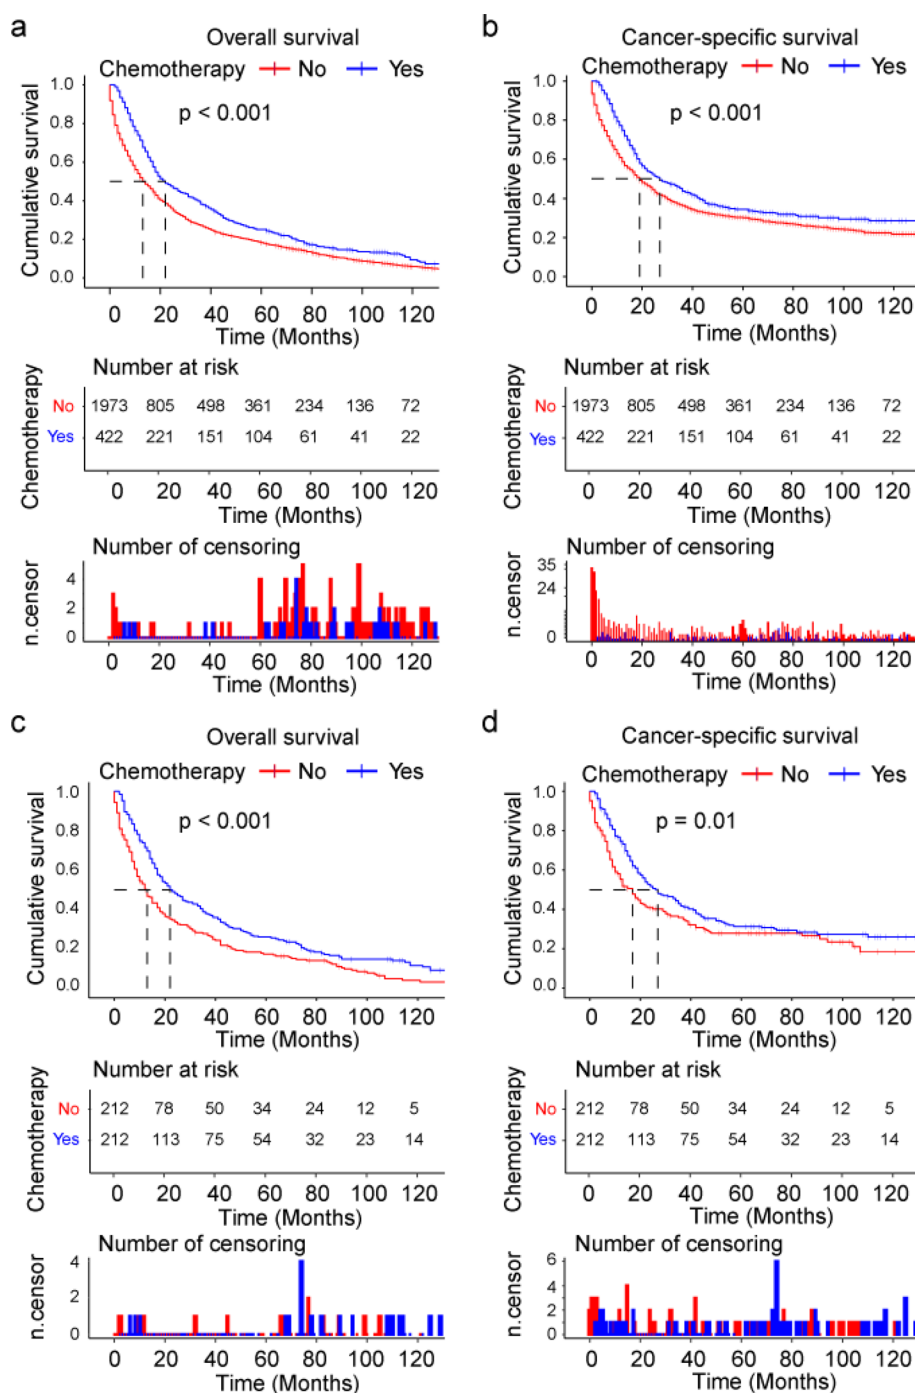 a
Overall survival
Chemotherapy No Yes
p < 0.001
Cumulative survival
1.0
0.8
0.6
0.4
0.2
0.0
0 20 40 60 80 100 120
Time (Months)
Number at risk
Chemotherapy
No 1973 805 498 361 234 136 72
Yes 422 221 151 104 61 41 22
0 20 40 60 80 100 120
Time (Months)
Number of censoring
n.censor
4
2
0
0 20 40 60 80 100 120
Time (Months)
b
Cancer-specific survival
Chemotherapy No Yes
p < 0.001
Cumulative survival
1.0
0.8
0.6
0.4
0.2
0.0
0 20 40 60 80 100 120
Time (Months)
Number at risk
Chemotherapy
No 1973 805 498 361 234 136 72
Yes 422 221 151 104 61 41 22
0 20 40 60 80 100 120
Time (Months)
Number of censoring
n.censor
35
24
0
0 20 40 60 80 100 120
Time (Months)
c
Overall survival
Chemotherapy No Yes
p < 0.001
Cumulative survival
1.0
0.8
0.6
0.4
0.2
0.0
0 20 40 60 80 100 120
Time (Months)
Number at risk
Chemotherapy
No 212 78 50 34 24 12 5
Yes 212 113 75 54 32 23 14
0 20 40 60 80 100 120
Time (Months)
Number of censoring
n.censor
4
2
0
0 20 40 60 80 100 120
Time (Months)
d
Cancer-specific survival
Chemotherapy No Yes
p = 0.01
Cumulative survival
1.0
0.8
0.6
0.4
0.2
0.0
0 20 40 60 80 100 120
Time (Months)
Number at risk
Chemotherapy
No 212 78 50 34 24 12 5
Yes 212 113 75 54 32 23 14
0 20 40 60 80 100 120
Time (Months)
Number of censoring
n.censor
6
4
2
0
0 20 40 60 80 100 120
Time (Months)